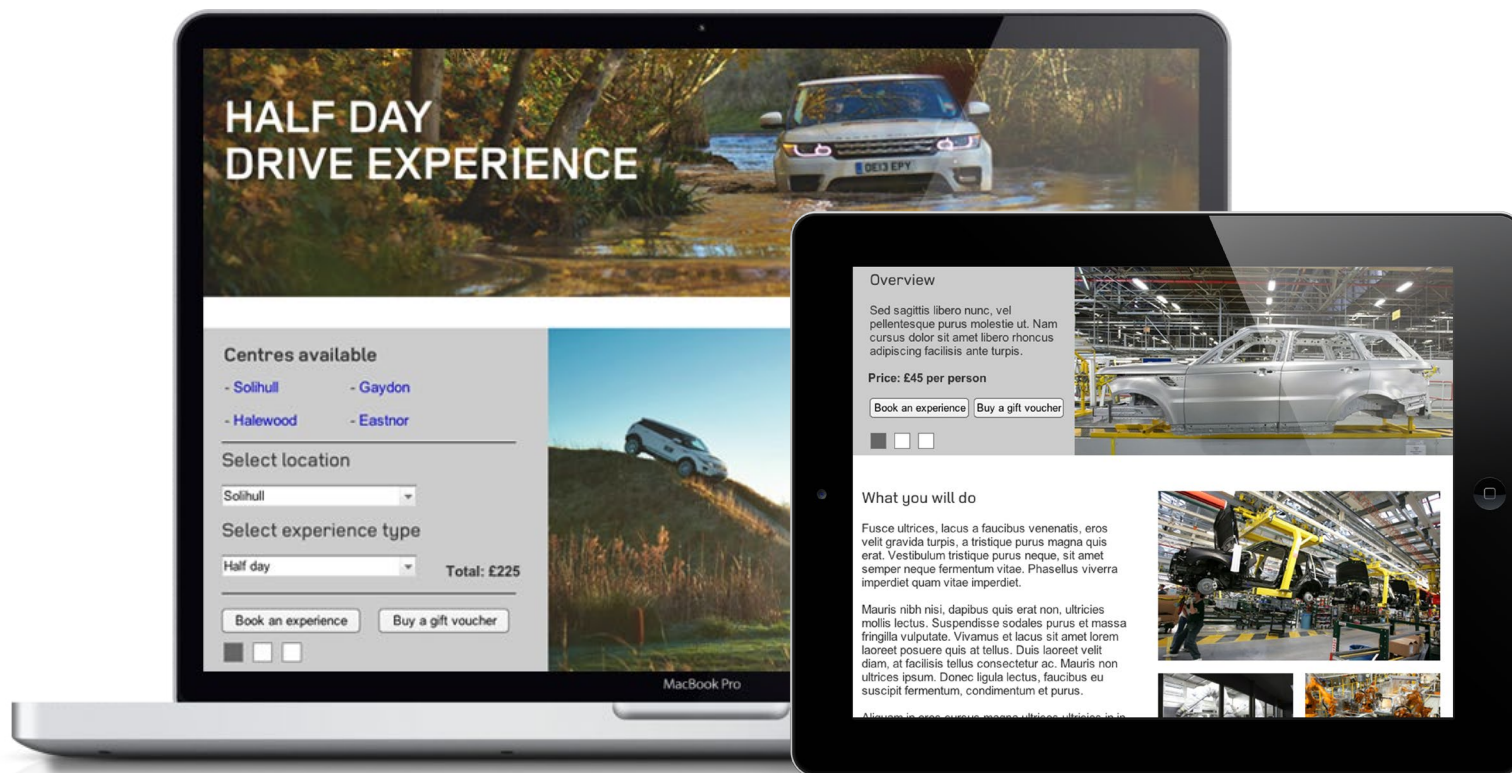 HALF DAY
DRIVE EXPERIENCE
OE13 EPY
Centres available
- Solihull
- Gaydon
- Halewood
- Eastnor
Select location
Solihull
Select experience type
Half day
Total: £225
Book an experience
Buy a gift voucher
MacBook Pro
Overview
Sed sagittis libero nunc, vel
pellentesque purus molestie ut. Nam
cursus dolor sit amet libero rhoncus
adipiscing facilisis ante turpis.
Price: £45 per person
Book an experience
Buy a gift voucher
What you will do
Fusce ultrices, lacus a faucibus venenatis, eros
velit gravida turpis, a tristique purus magna quis
erat. Vestibulum tristique purus neque, sit amet
semper neque fermentum vitae. Phasellus viverra
imperdiet quam vitae imperdiet.
Mauris nibh nisi, dapibus quis erat non, ultricies
mollis lectus. Suspendisse sodales purus et massa
fringilla vulputate. Vivamus et lacus sit amet lorem
laoreet posuere quis at tellus. Duis laoreet velit
diam, at facilisis tellus consectetur ac. Mauris non
ultrices ipsum. Donec ligula lectus, faucibus eu
suscipit fermentum, condimentum et purus.